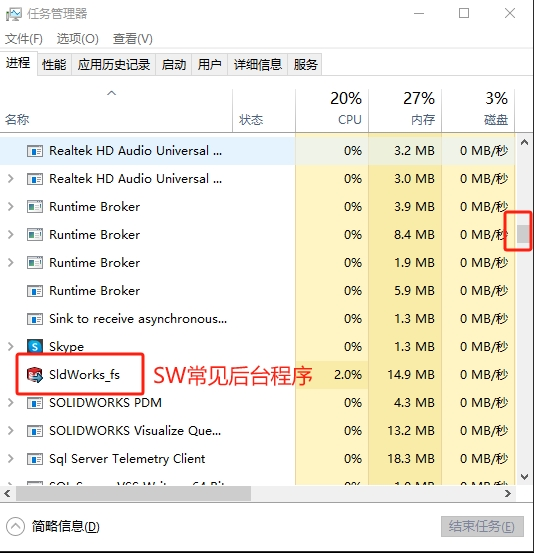 任务管理器
文件(F) 选项(O) 查看(V)
进程 性能 应用历史记录 启动 用户 详细信息 服务
20% 27% 3%
名称 状态 CPU 内存 磁盘
Realtek HD Audio Universal ... 0% 3.2 MB 0 MB/秒
Realtek HD Audio Universal ... 0% 3.0 MB 0 MB/秒
Runtime Broker 0% 3.9 MB 0 MB/秒
Runtime Broker 0% 8.4 MB 0 MB/秒
Runtime Broker 0% 1.9 MB 0 MB/秒
Runtime Broker 0% 5.9 MB 0 MB/秒
Sink to receive asynchronous... 0% 1.3 MB 0 MB/秒
Skype 0% 1.3 MB 0 MB/秒
SldWorks_fs SW常见后台程序 2.0% 14.9 MB 0 MB/秒
SOLIDWORKS PDM 0% 4.3 MB 0 MB/秒
SOLIDWORKS Visualize Que... 0% 13.2 MB 0 MB/秒
Sql Server Telemetry Client 0% 18.3 MB 0 MB/秒
简略信息(D) 结束任务(E)